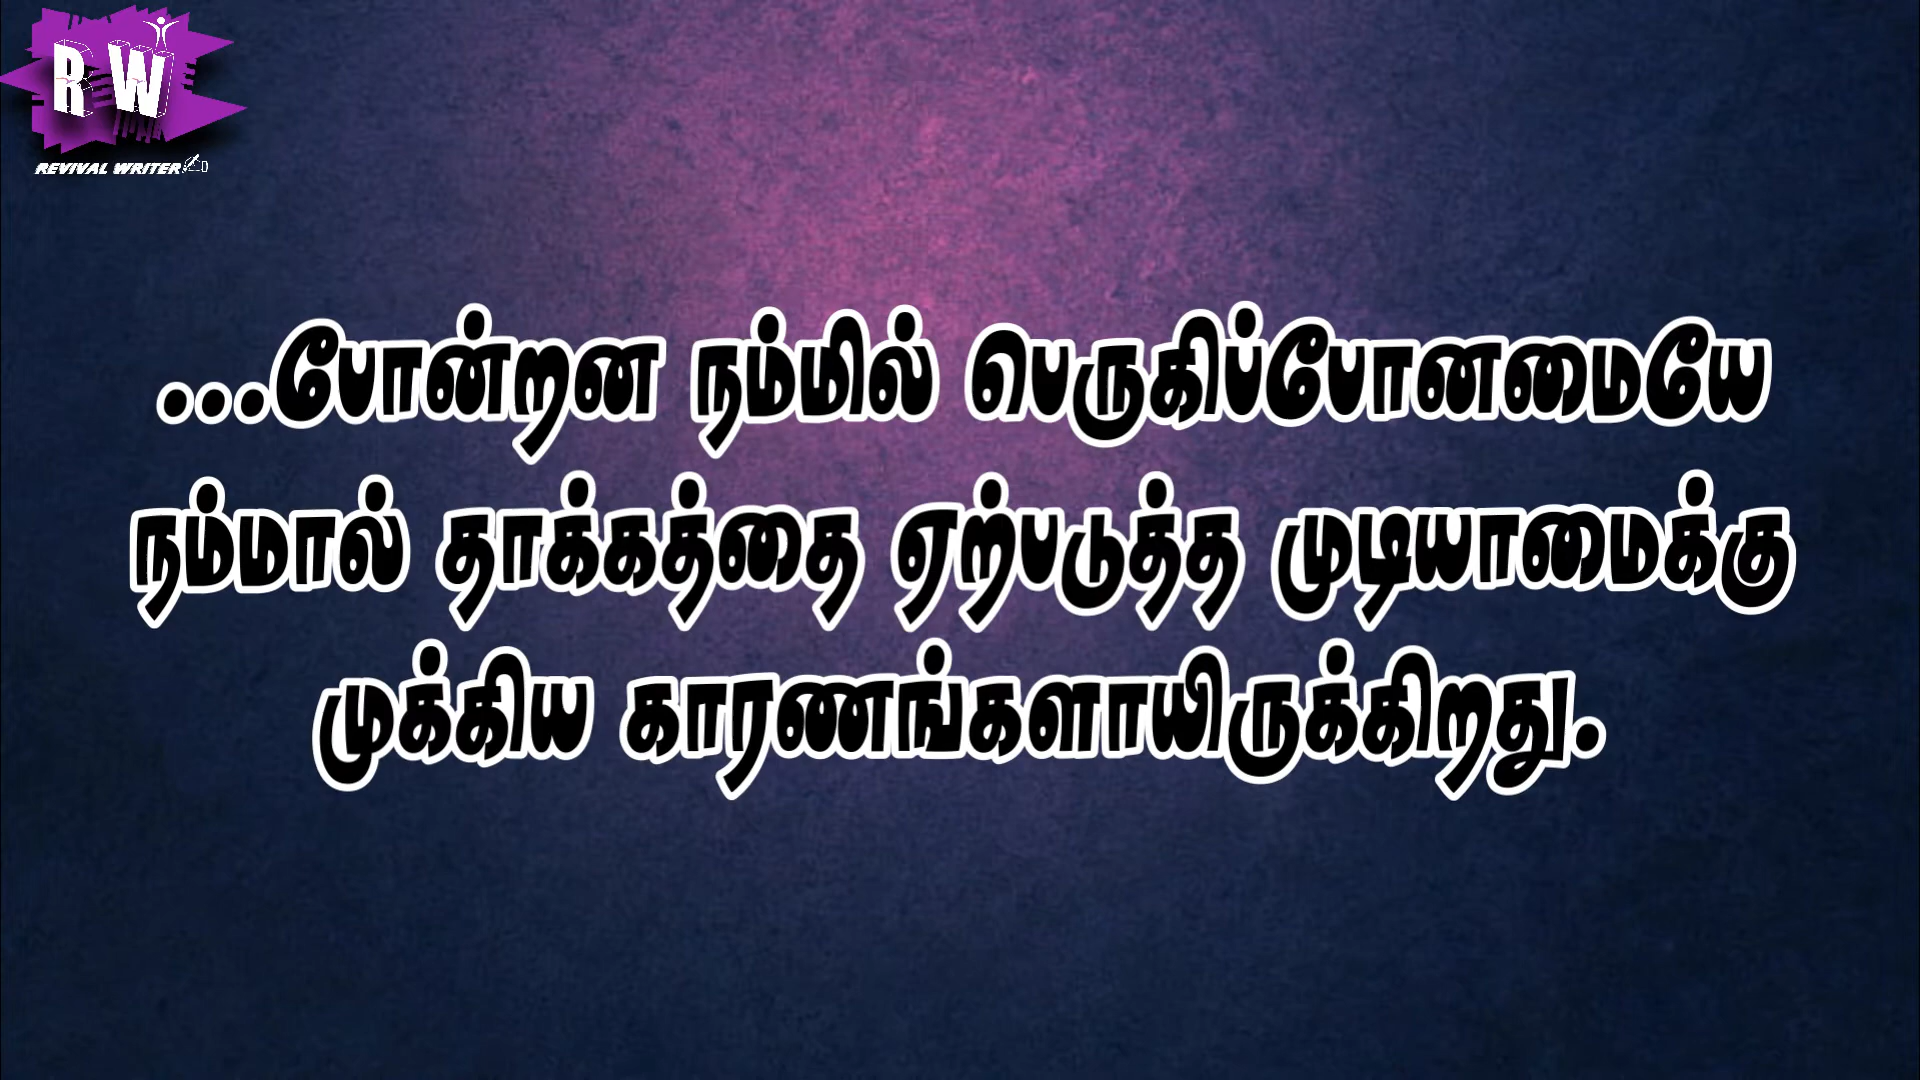 RW
REVIVAL WRITER
...போன்றன நம்மில் பெருகிப்போனமையே
நம்மால் தாக்கத்தை ஏற்படுத்த முடியாமைக்கு
முக்கிய காரணங்களாயிருக்கிறது.